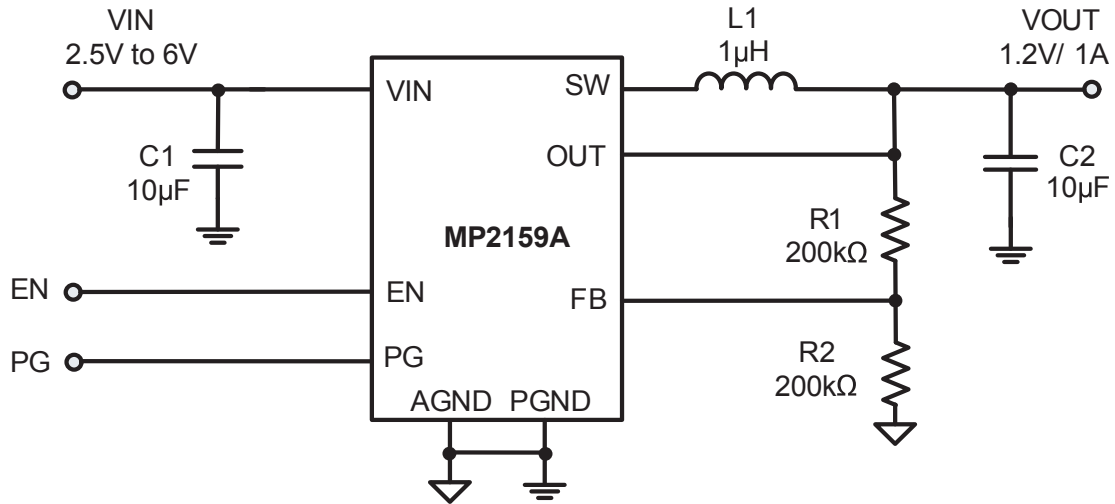 VIN
2.5V to 6V
L1
1µH
VOUT
1.2V/ 1A
VIN
SW
OUT
C1
10µF
C2
10µF
MP2159A
R1
200kΩ
EN
EN
FB
PG
PG
R2
200kΩ
AGND PGND